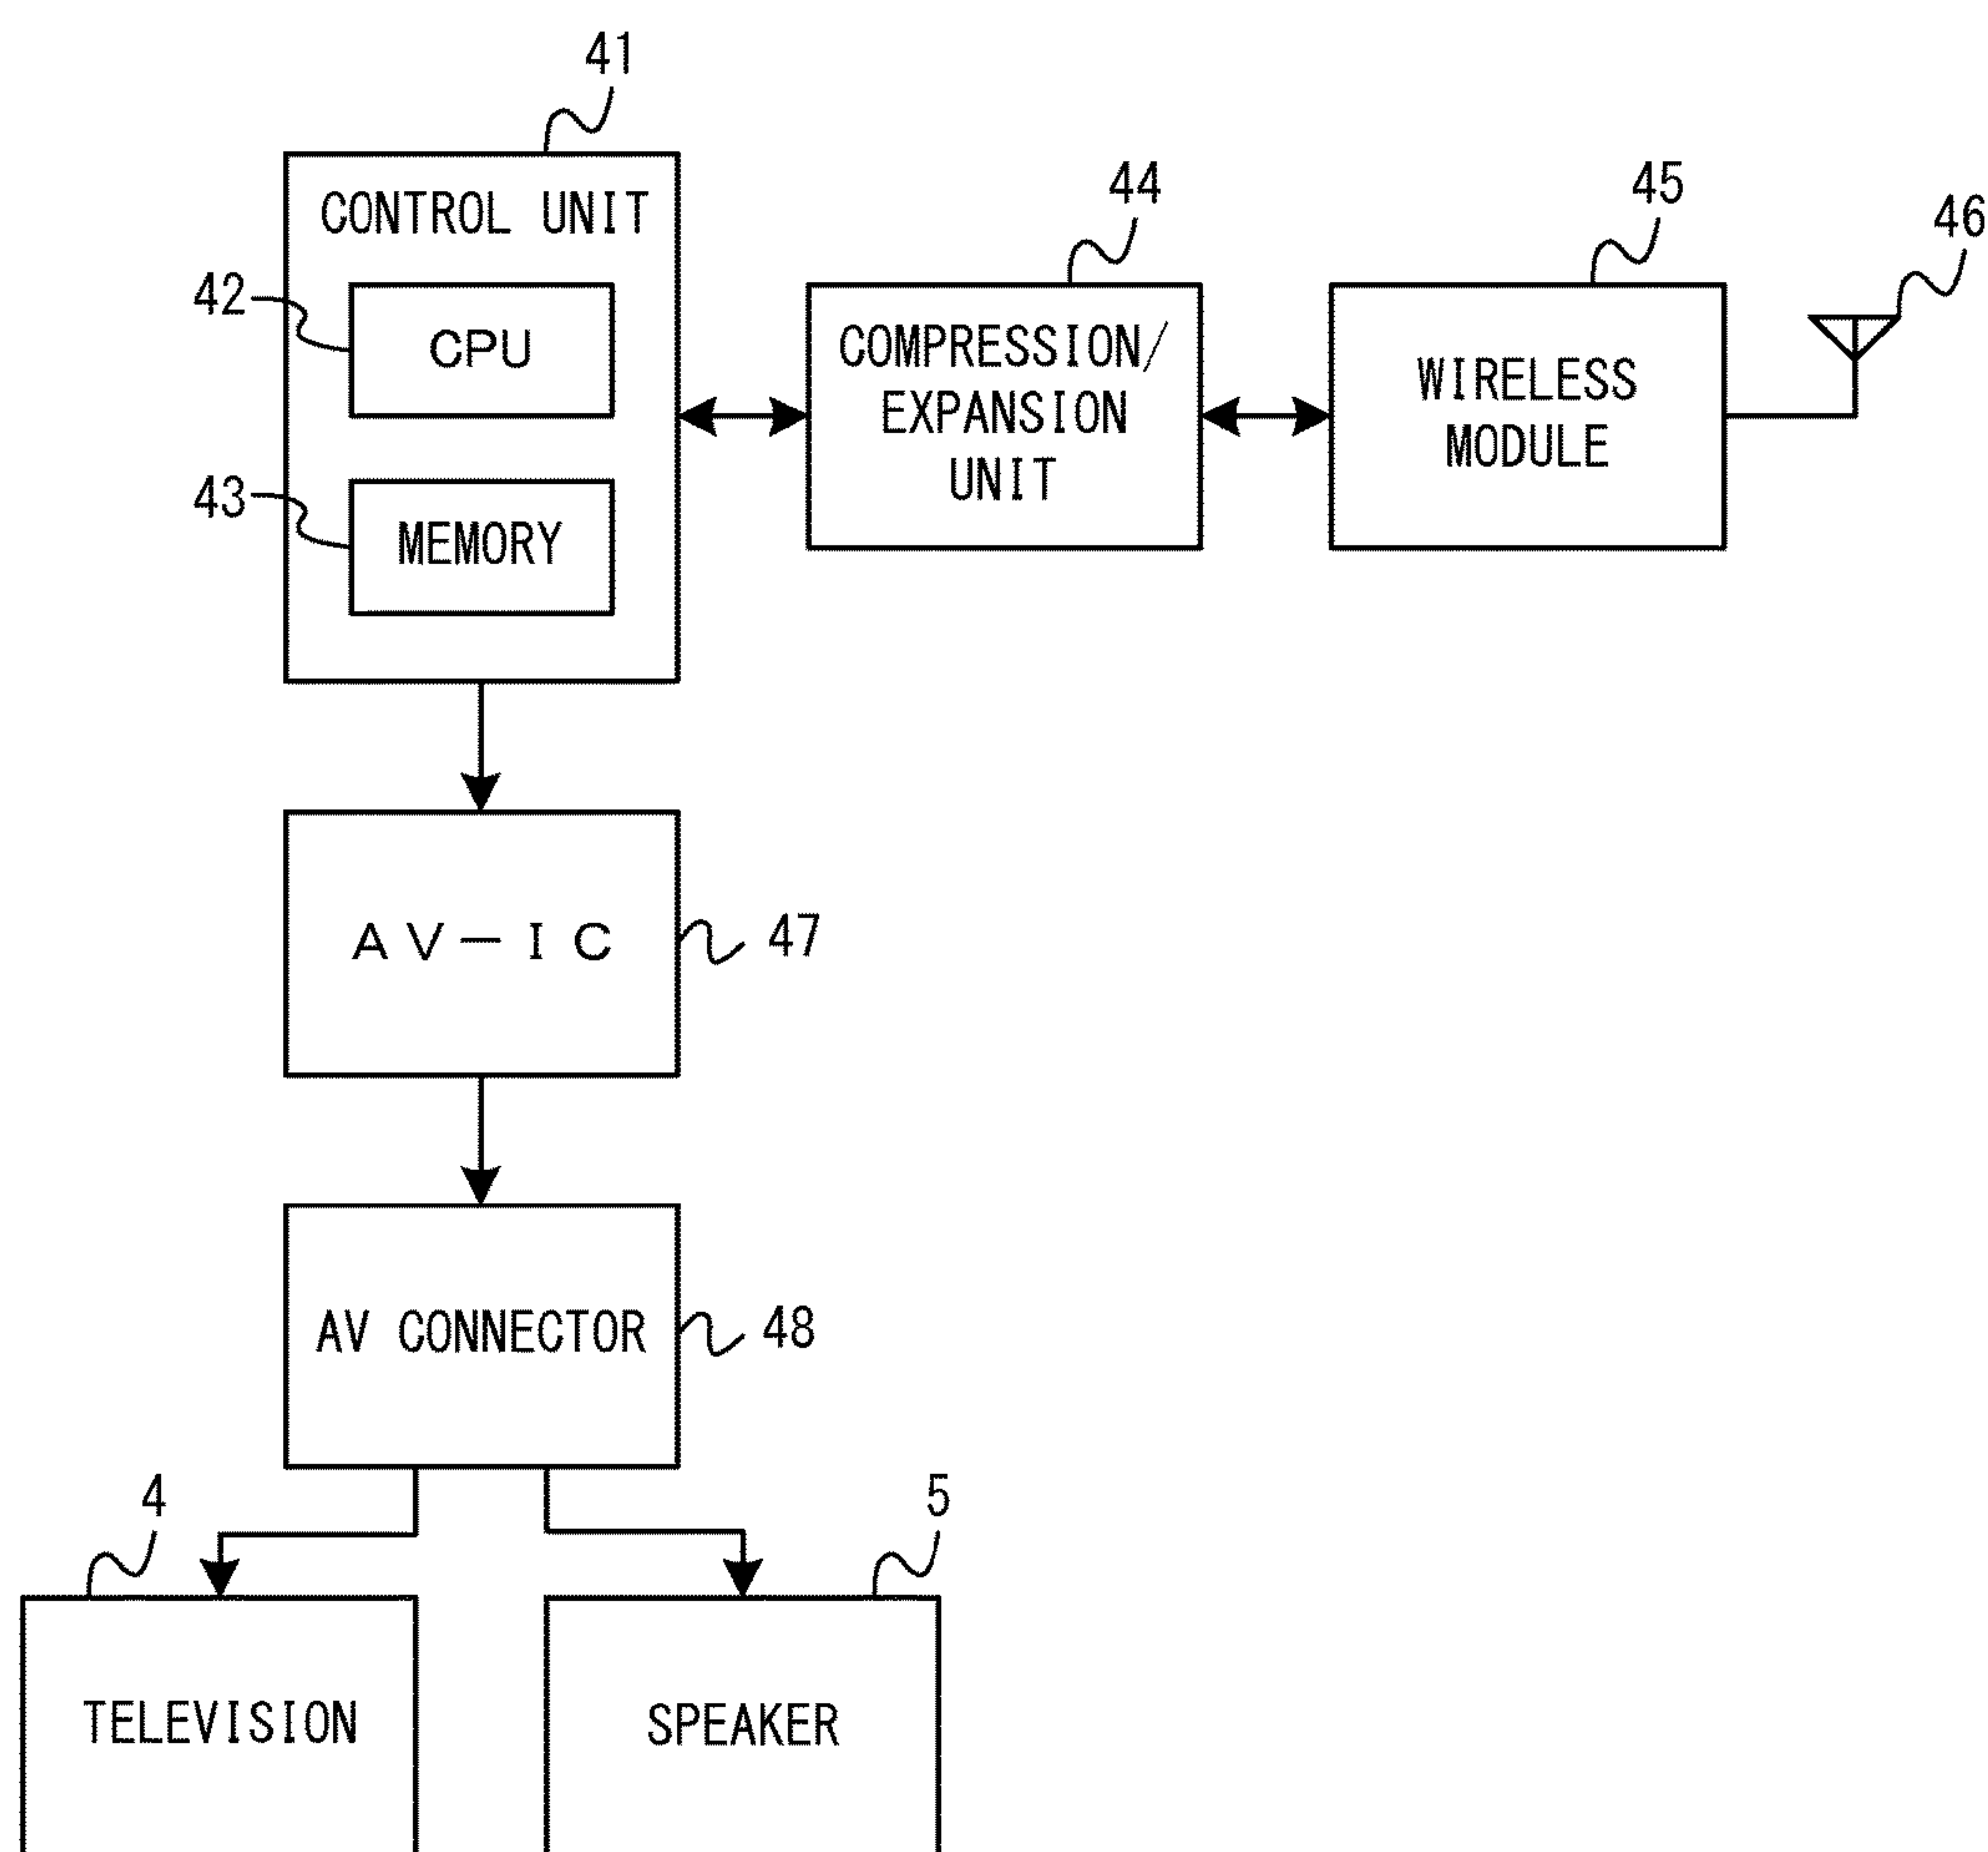 41
CONTROL UNIT
42
CPU
43
MEMORY
44
COMPRESSION/
EXPANSION
UNIT
45
WIRELESS
MODULE
46
AV-IC
47
AV CONNECTOR
48
4
TELEVISION
5
SPEAKER